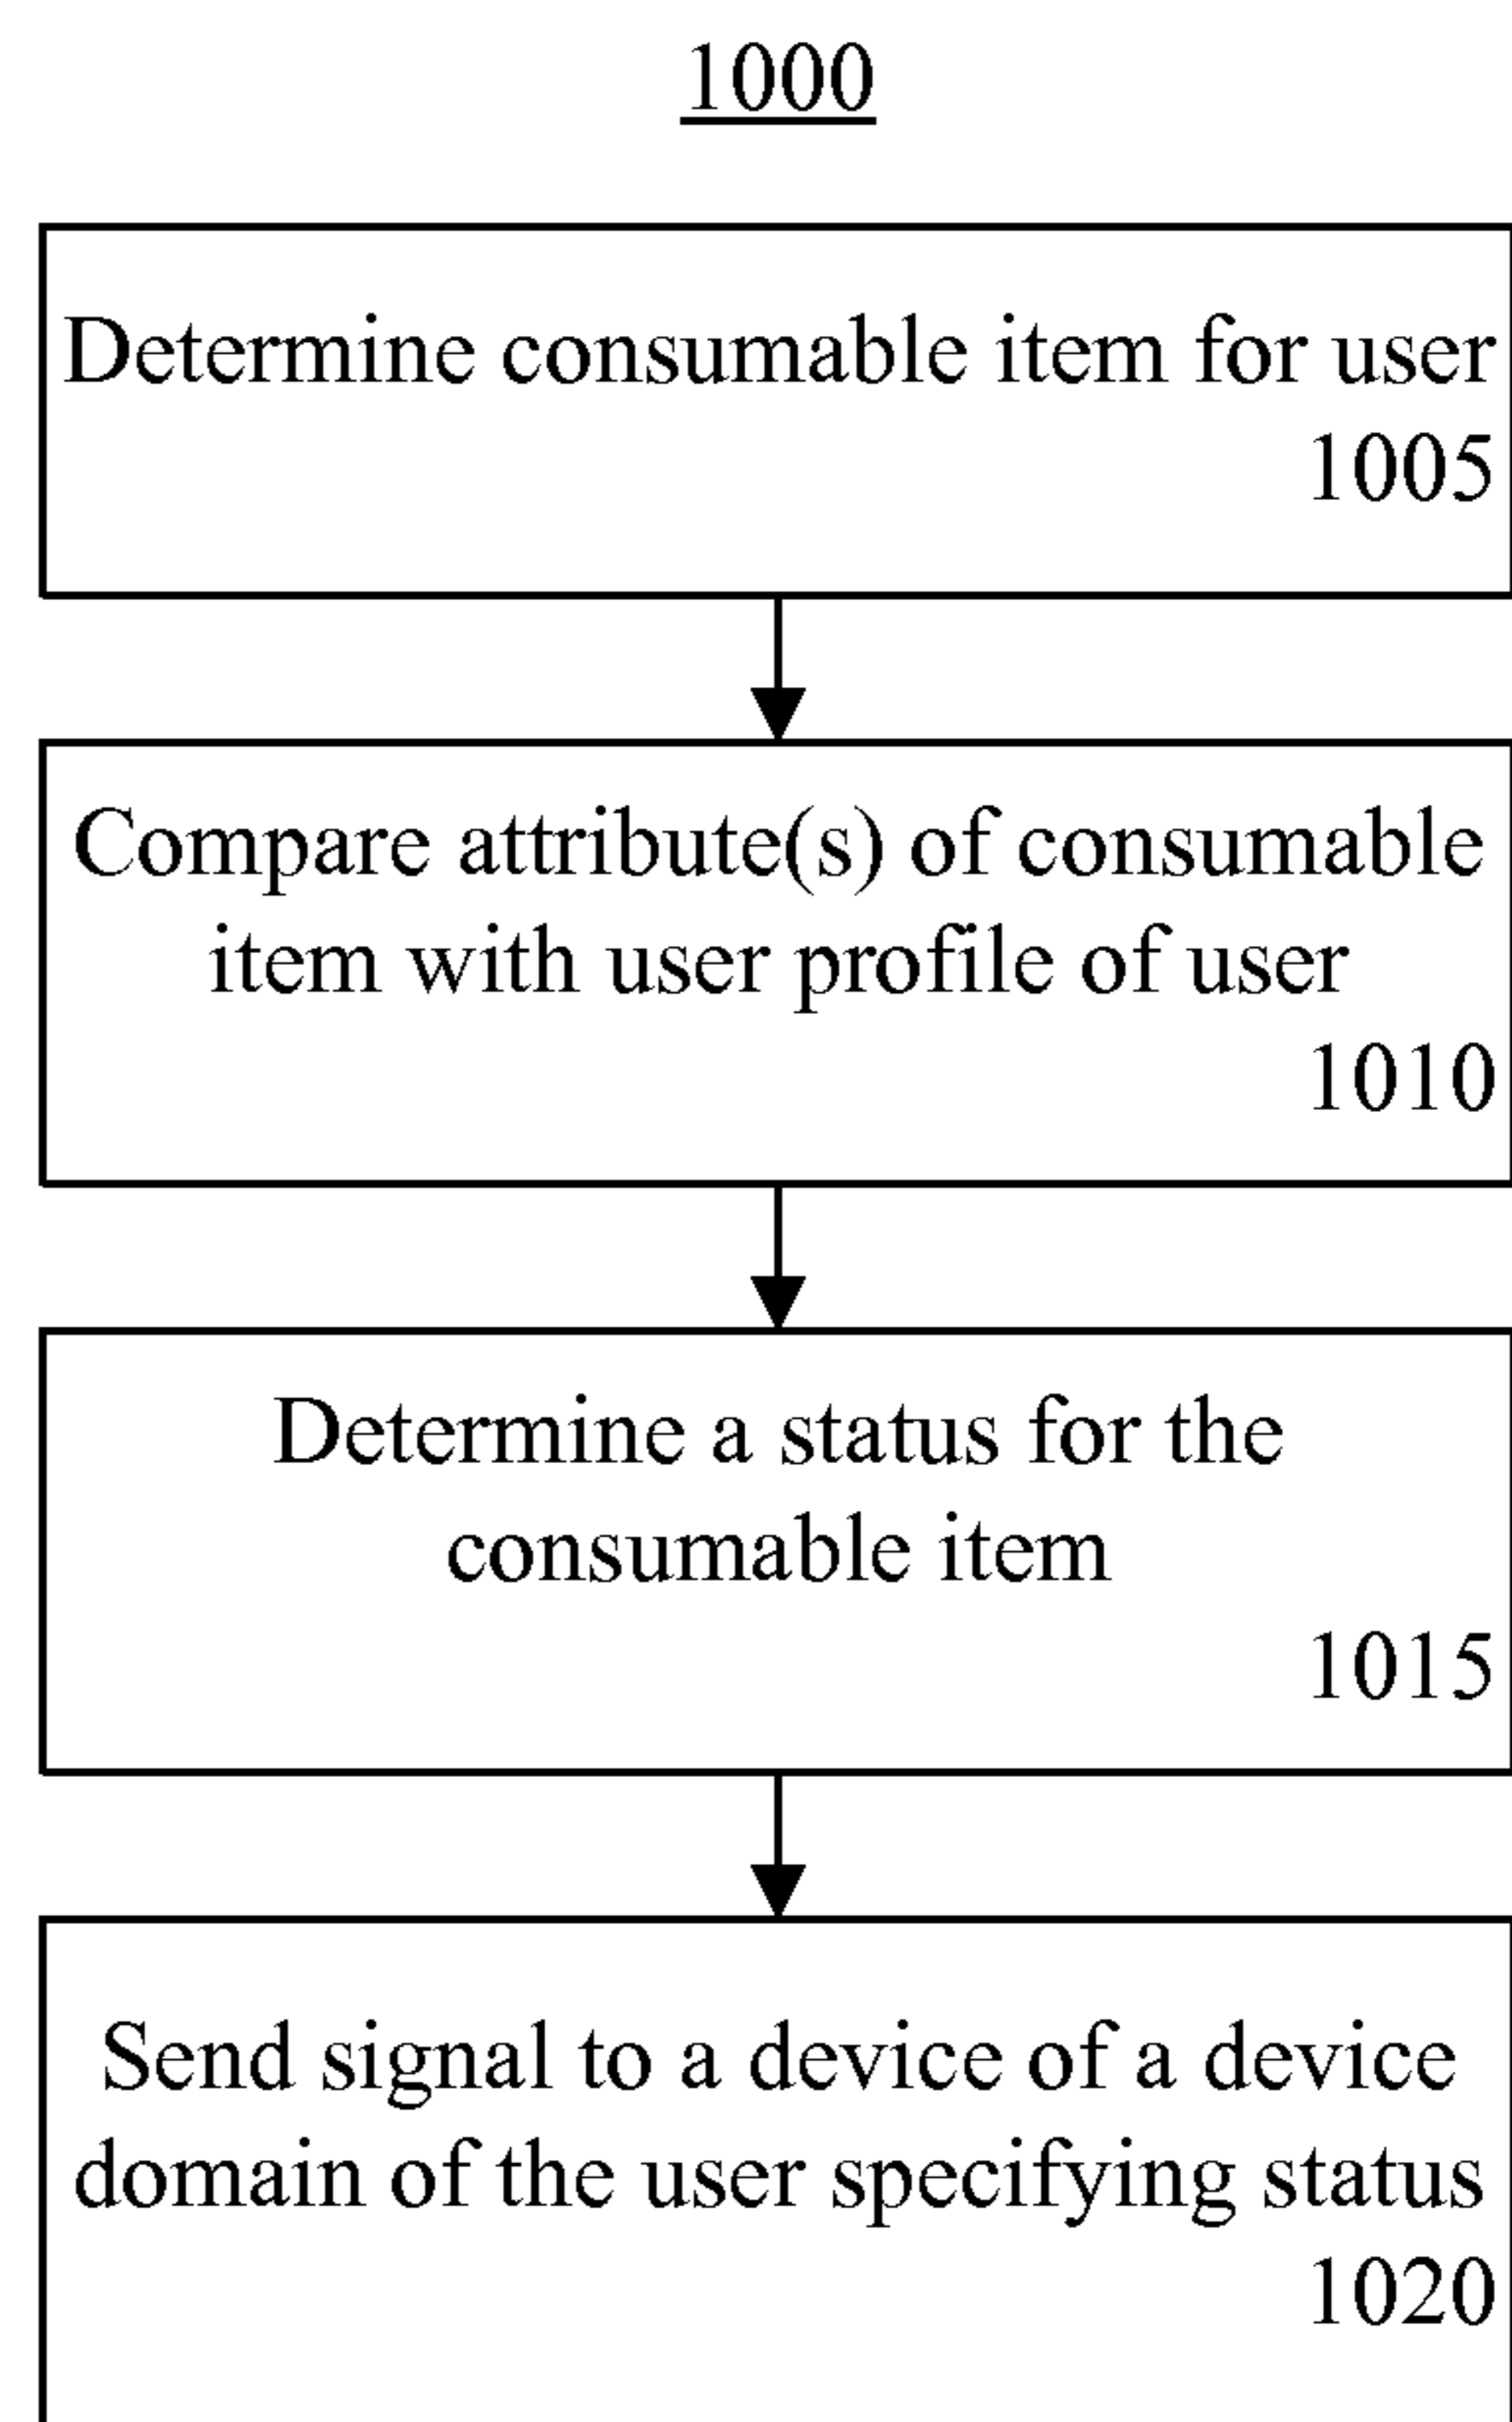 1000
Determine consumable item for user
1005
Compare attribute(s) of consumable
item with user profile of user
1010
Determine a status for the
consumable item
1015
Send signal to a device of a device
domain of the user specifying status
1020